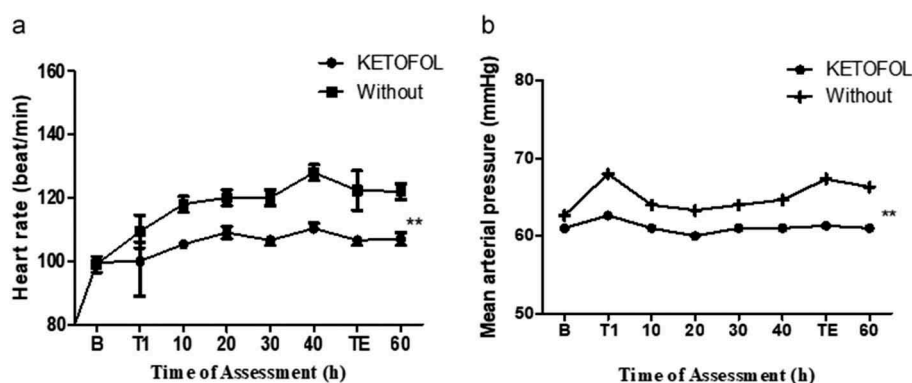 a
KETOFOL
Without
Heart rate (beat/min)
160
140
120
100
80
**
B T1 10 20 30 40 TE 60
Time of Assessment (h)
b
KETOFOL
Without
Mean arterial pressure (mmHg)
80
70
60
50
**
B T1 10 20 30 40 TE 60
Time of Assessment (h)